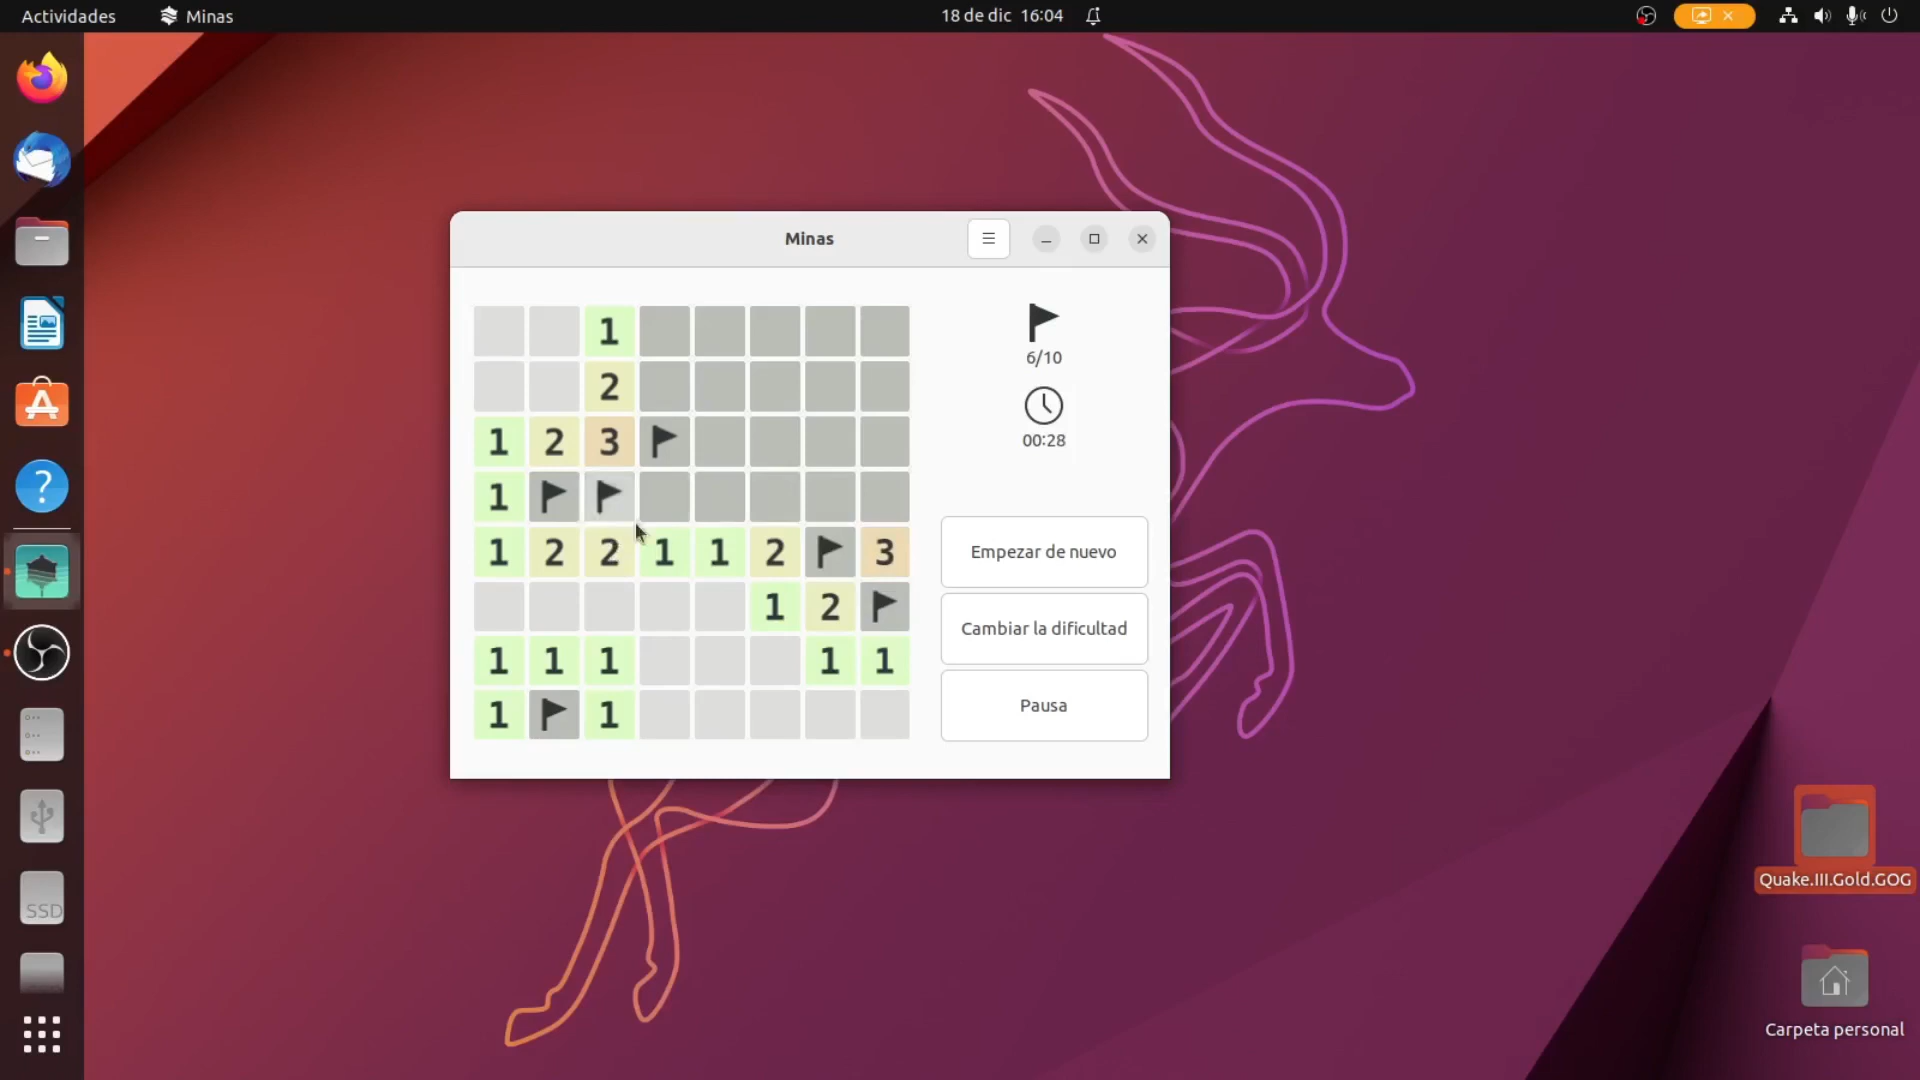 Actividades Minas 18 de dic 16:04
Minas
1
2
1 2 3
1
1 2 2 1 1 2 3
1 2
1 1 1 1 1
1 1
6/10
00:28
Empezar de nuevo
Cambiar la dificultad
Pausa
?
SSD
Quake.III.Gold.GOG
Carpeta personal